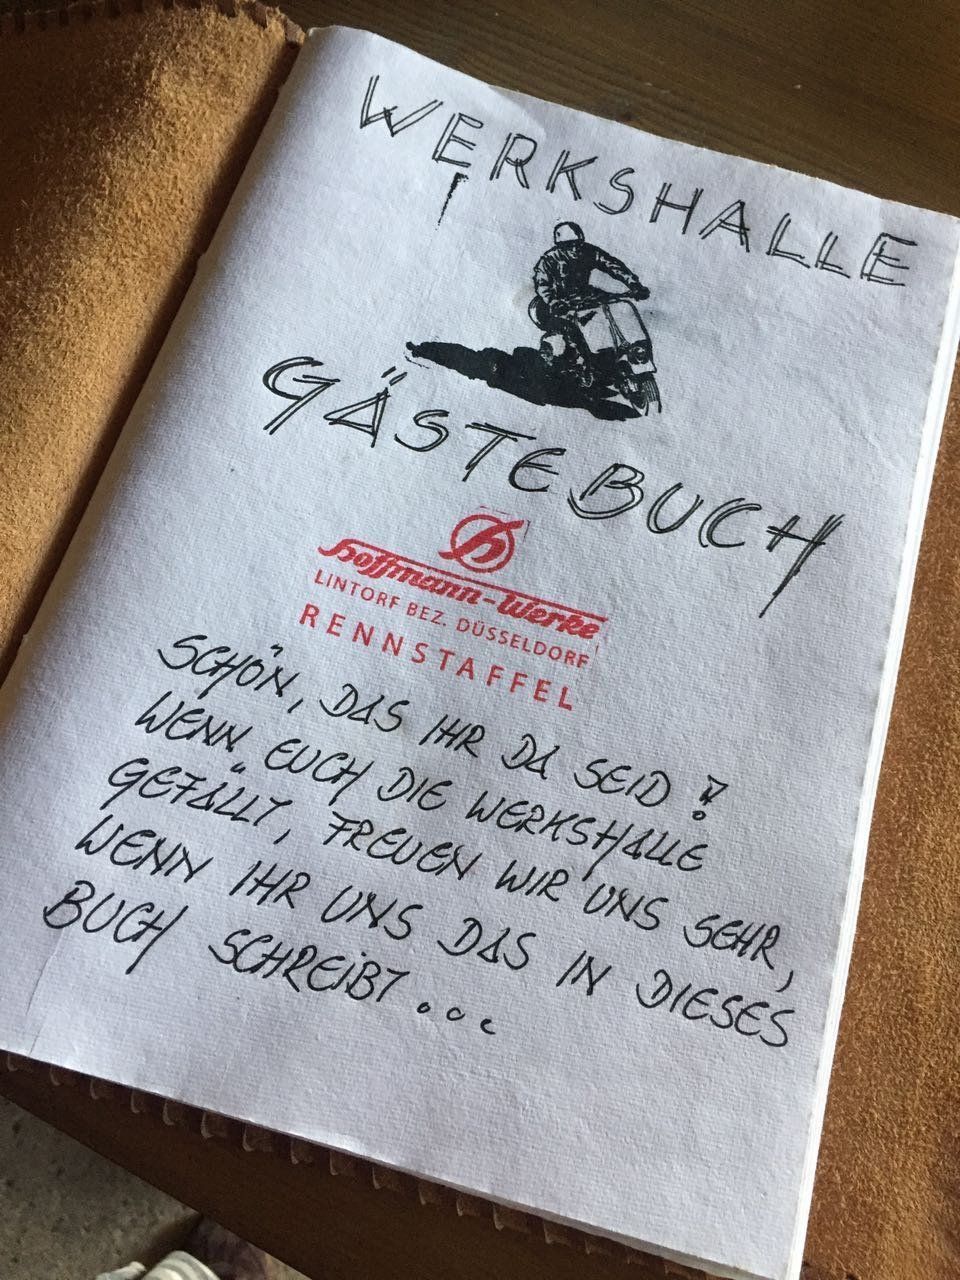 WERKSHALLE
GÄSTEBUCH
hoffmann-Werke
LINTORF BEZ. DÜSSELDORF
RENNSTAFFEL
SCHÖN, DAS IHR DA SEID!
WENN EUCH DIE WERKSHALLE
GEFÄLLT, FREUEN WIR UNS SEHR,
WENN IHR UNS DAS IN DIESES
BUCH SCHREIBT...